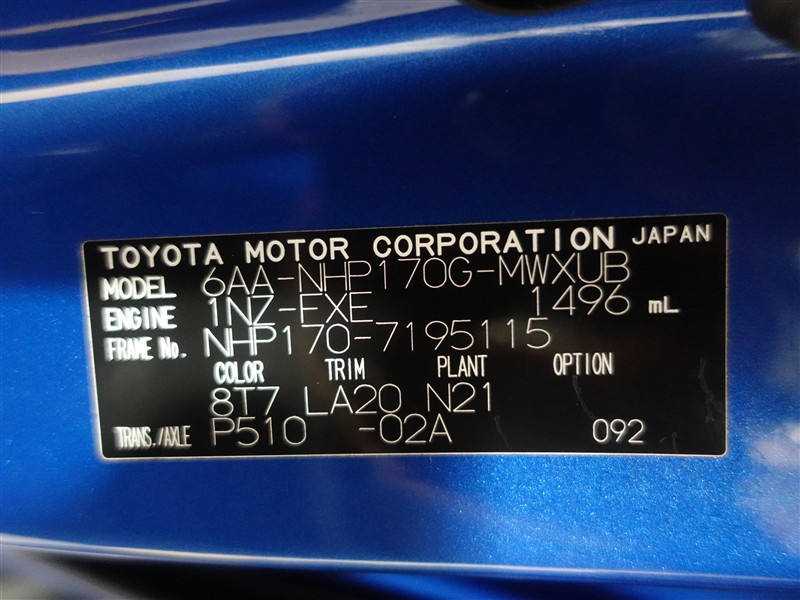 TOYOTA MOTOR CORPORATION JAPAN
MODEL 6AA-NHP170G-MWXUB
ENGINE 1NZ-FXE 1496 mL
FRAME No. NHP170-7195115
COLOR TRIM PLANT OPTION
8T7 LA20 N21
TRANS./AXLE P510 -02A 092